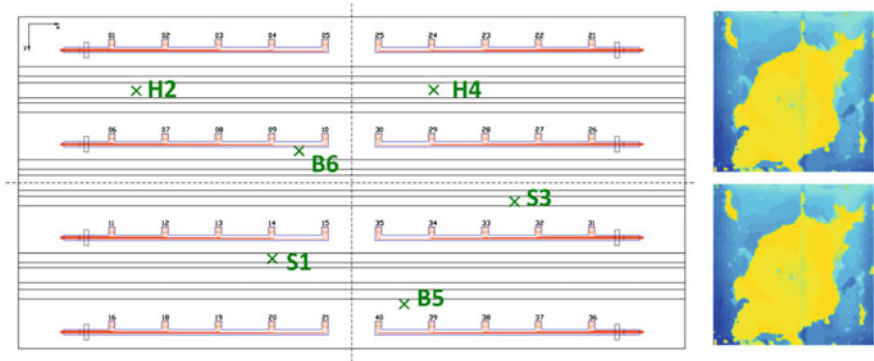 01 02 03 04 05 25 24 23 22 21
x
y
H2 H4
06 07 08 09 10 30 29 28 27 26
B6
S3
11 12 13 14 15 35 34 33 32 31
S1
B5
16 18 19 20 21 40 39 38 37 36